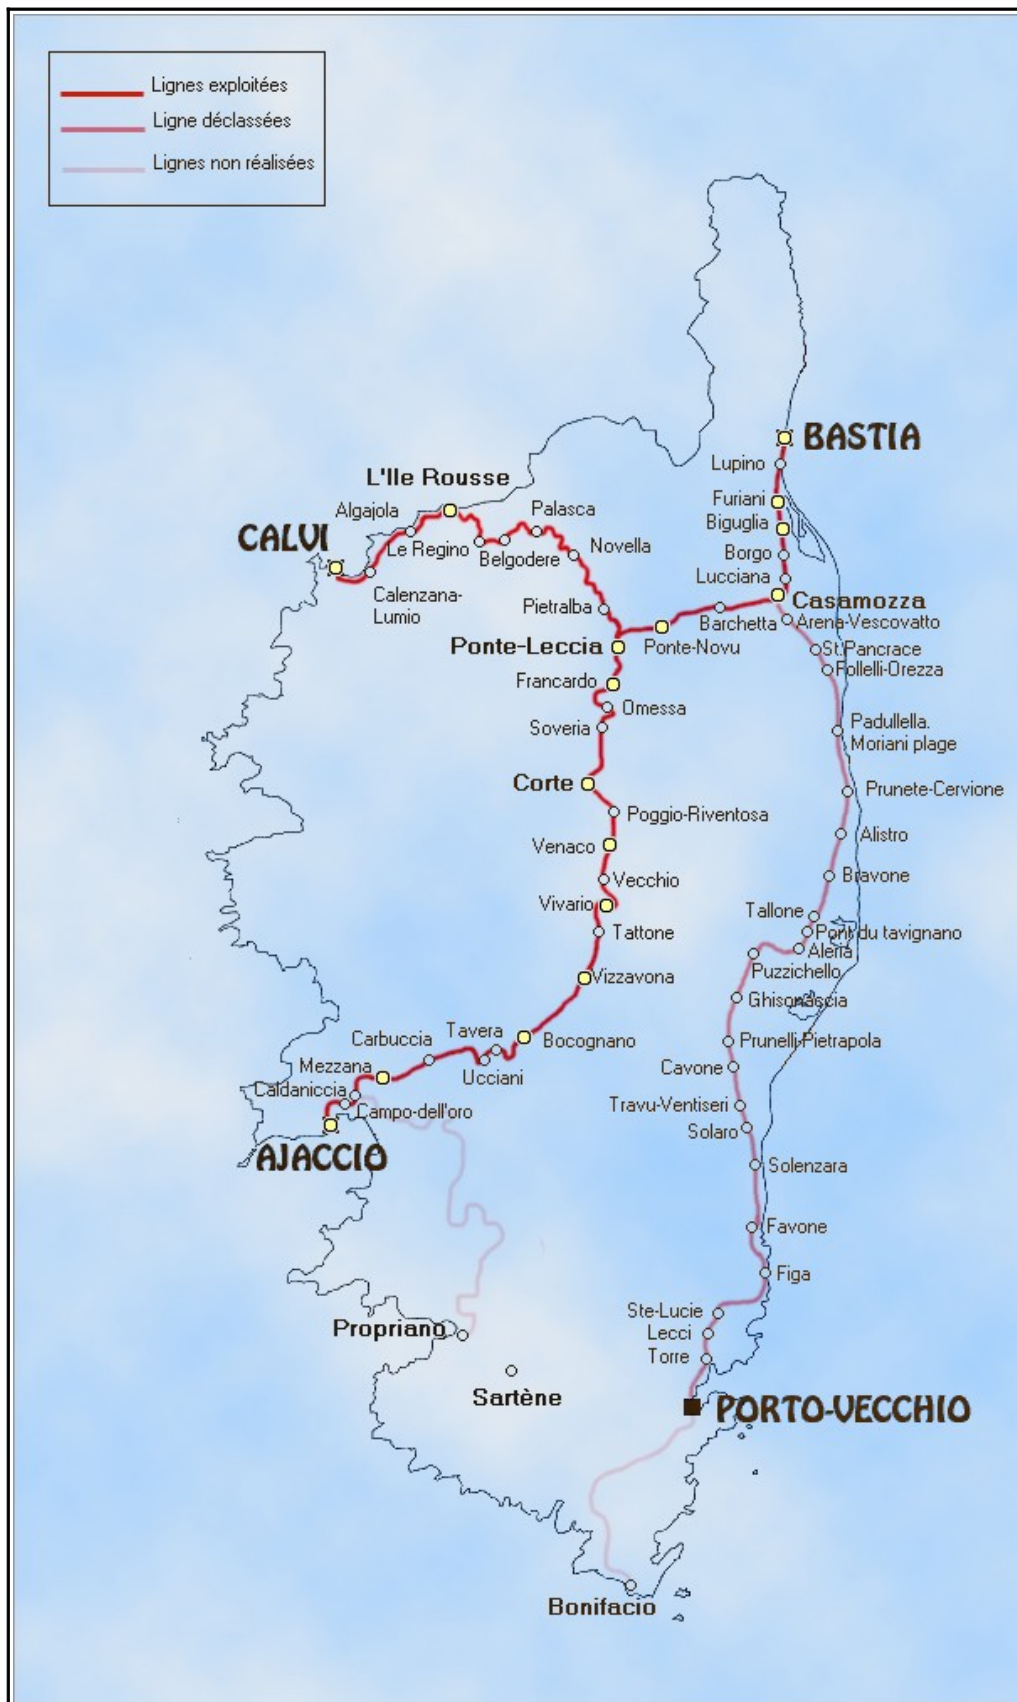 Lignes exploitées
Ligne déclassées
Lignes non réalisées
BASTIA
Lupino
L'Ile Rousse
Furiani
Algajola
Palasca
Biguglia
CALVI
Le Regino
Belgodere
Novella
Borgo
Lucciana
Calenzana-
Lumio
Pietralba
Casamozza
Barchetta
Arena-Vescovatto
Ponte-Leccia
Ponte-Novu
St.Pancrace
Follelli-Orezza
Francardo
Omessa
Soveria
Padullella.
Moriani plage
Corte
Prunete-Cervione
Poggio-Riventosa
Alistro
Venaco
Vecchio
Bravone
Vivario
Tallone
Tattone
Pont du tavignano
Aleria
Puzzichello
Vizzavona
Ghisonaccia
Tavera
Carbuccia
Bocognano
Prunelli-Pietrapola
Mezzana
Ucciani
Cavone
Caldaniccia
Campo-dell'oro
Travu-Ventiseri
Solaro
AJACCIO
Solenzara
Favone
Figa
Ste-Lucie
Propriano
Lecci
Torre
Sartène
PORTO-VECCHIO
Bonifacio